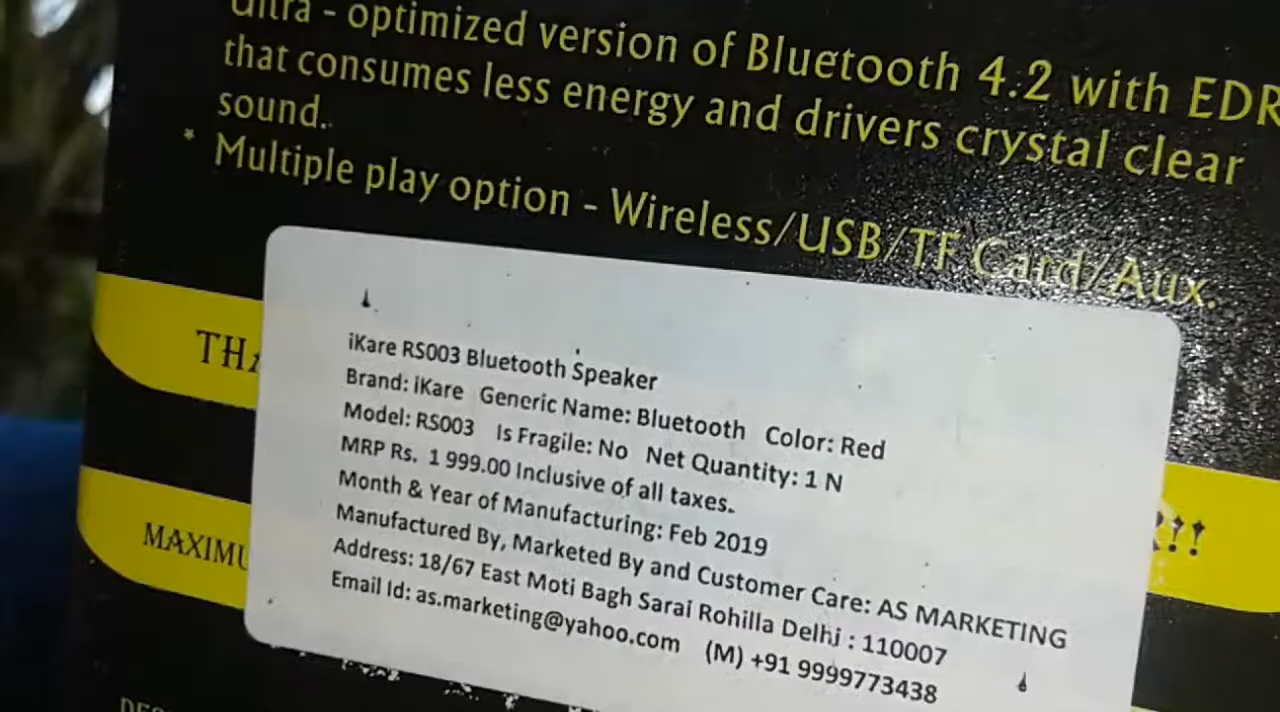 Ultra - optimized version of Bluetooth 4.2 with EDR
that consumes less energy and drivers crystal clear
sound.
* Multiple play option - Wireless/USB/TF Card/Aux.
iKare RS003 Bluetooth Speaker
Brand: iKare Generic Name: Bluetooth Color: Red
Model: RS003 Is Fragile: No Net Quantity: 1 N
MRP Rs. 1 999.00 Inclusive of all taxes.
Month & Year of Manufacturing: Feb 2019
Manufactured By, Marketed By and Customer Care: AS MARKETING
Address: 18/67 East Moti Bagh Sarai Rohilla Delhi : 110007
Email Id: as.marketing@yahoo.com (M) +91 9999773438